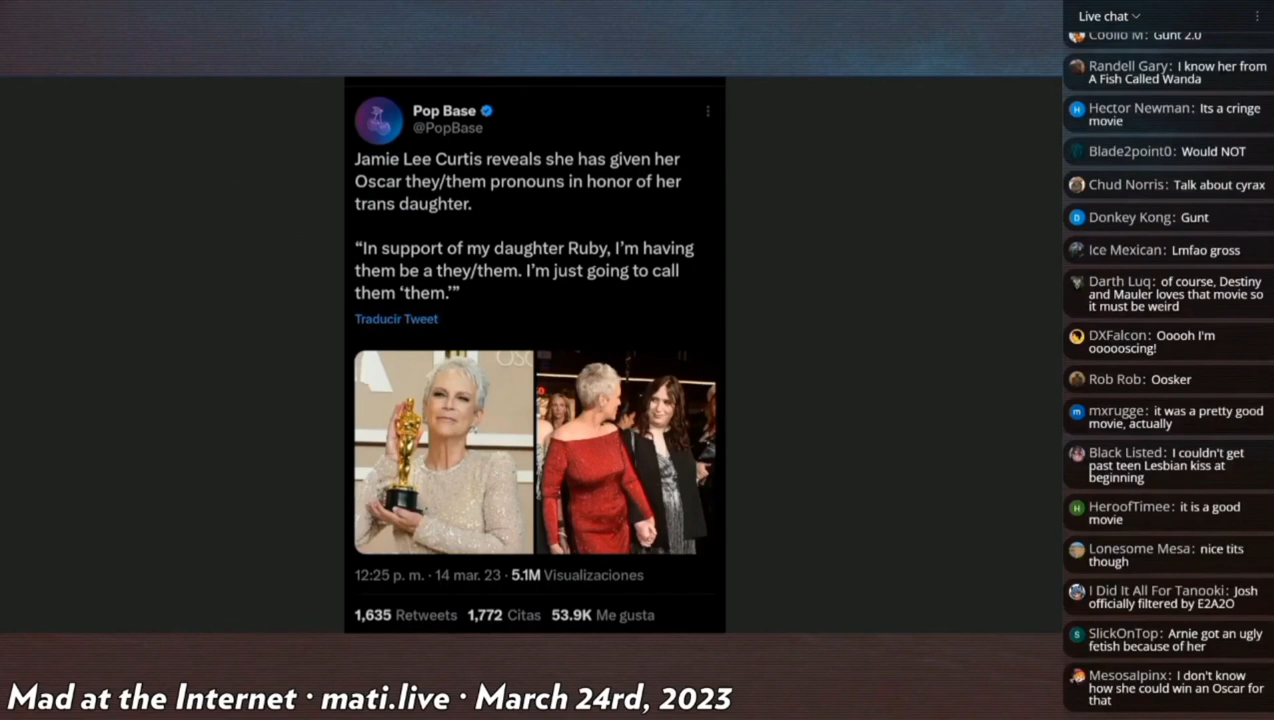 Pop Base
@PopBase
Jamie Lee Curtis reveals she has given her
Oscar they/them pronouns in honor of her
trans daughter.
“In support of my daughter Ruby, I’m having
them be a they/them. I’m just going to call
them ‘them.’”
Traducir Tweet
12:25 p. m. · 14 mar. 23 · 5.1M Visualizaciones
1,635 Retweets 1,772 Citas 53.9K Me gusta
Mad at the Internet · mati.live · March 24rd, 2023
Live chat
Coolio M: Gunt 2.0
Randell Gary: I know her from
A Fish Called Wanda
Hector Newman: Its a cringe
movie
Blade2point0: Would NOT
Chud Norris: Talk about cyrax
Donkey Kong: Gunt
Ice Mexican: Lmfao gross
Darth Luq: of course, Destiny
and Mauler loves that movie so
it must be weird
DXFalcon: Ooooh I'm
oooooscing!
Rob Rob: Oosker
mxrugge: it was a pretty good
movie, actually
Black Listed: I couldn't get
past teen Lesbian kiss at
beginning
HeroofTimee: it is a good
movie
Lonesome Mesa: nice tits
though
I Did It All For Tanooki: Josh
officially filtered by E2A2O
SlickOnTop: Arnie got an ugly
fetish because of her
Mesosalpinx: I don't know
how she could win an Oscar for
that